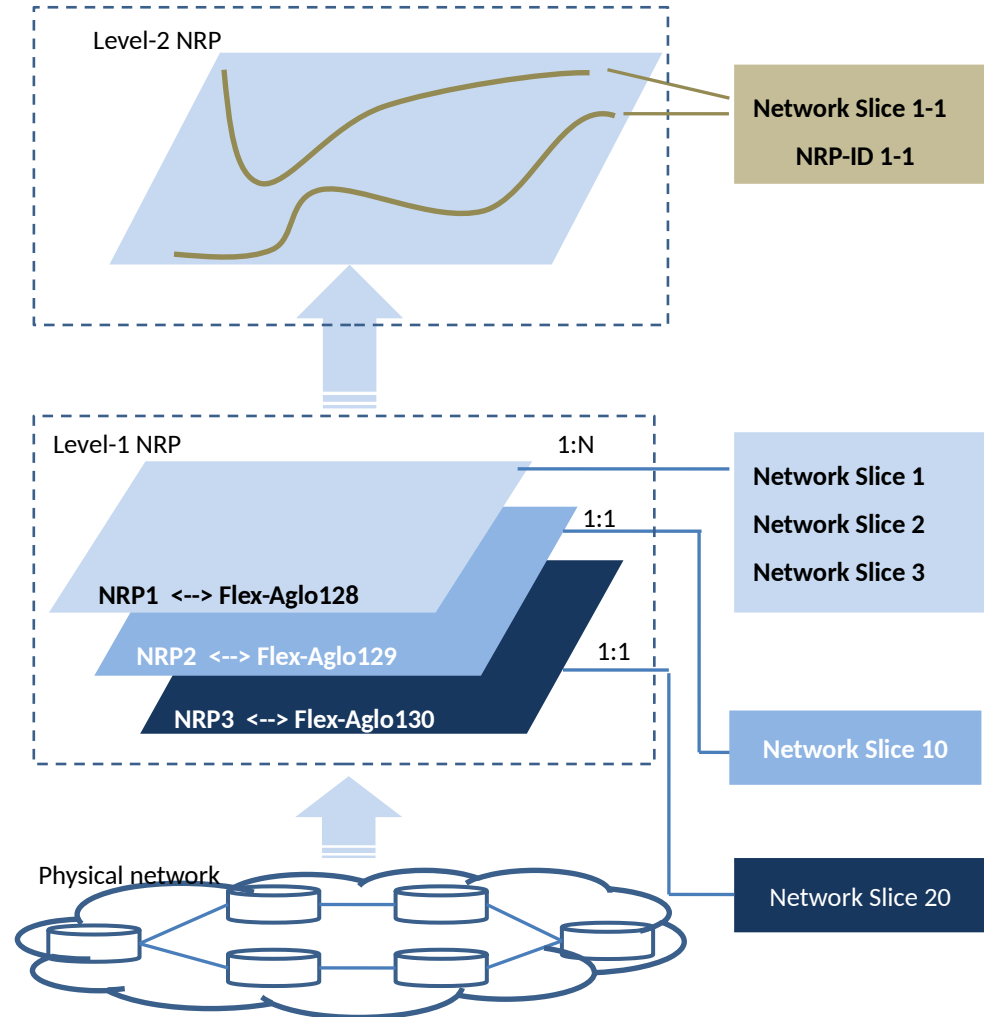 Level-2 NRP
Network Slice 1-1
NRP-ID 1-1
Level-1 NRP
1:N
Network Slice 1
Network Slice 2
Network Slice 3
1:1
NRP1 <--> Flex-Aglo128
NRP2 <--> Flex-Aglo129
1:1
NRP3 <--> Flex-Aglo130
Network Slice 10
Physical network
Network Slice 20